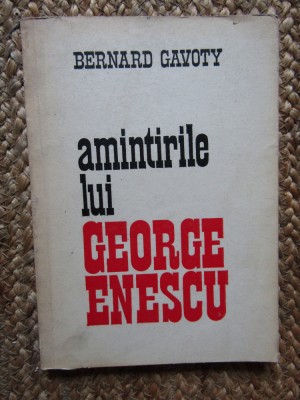 BERNARD GAVOTY
amintirile
lui
GEORGE
ENESCU